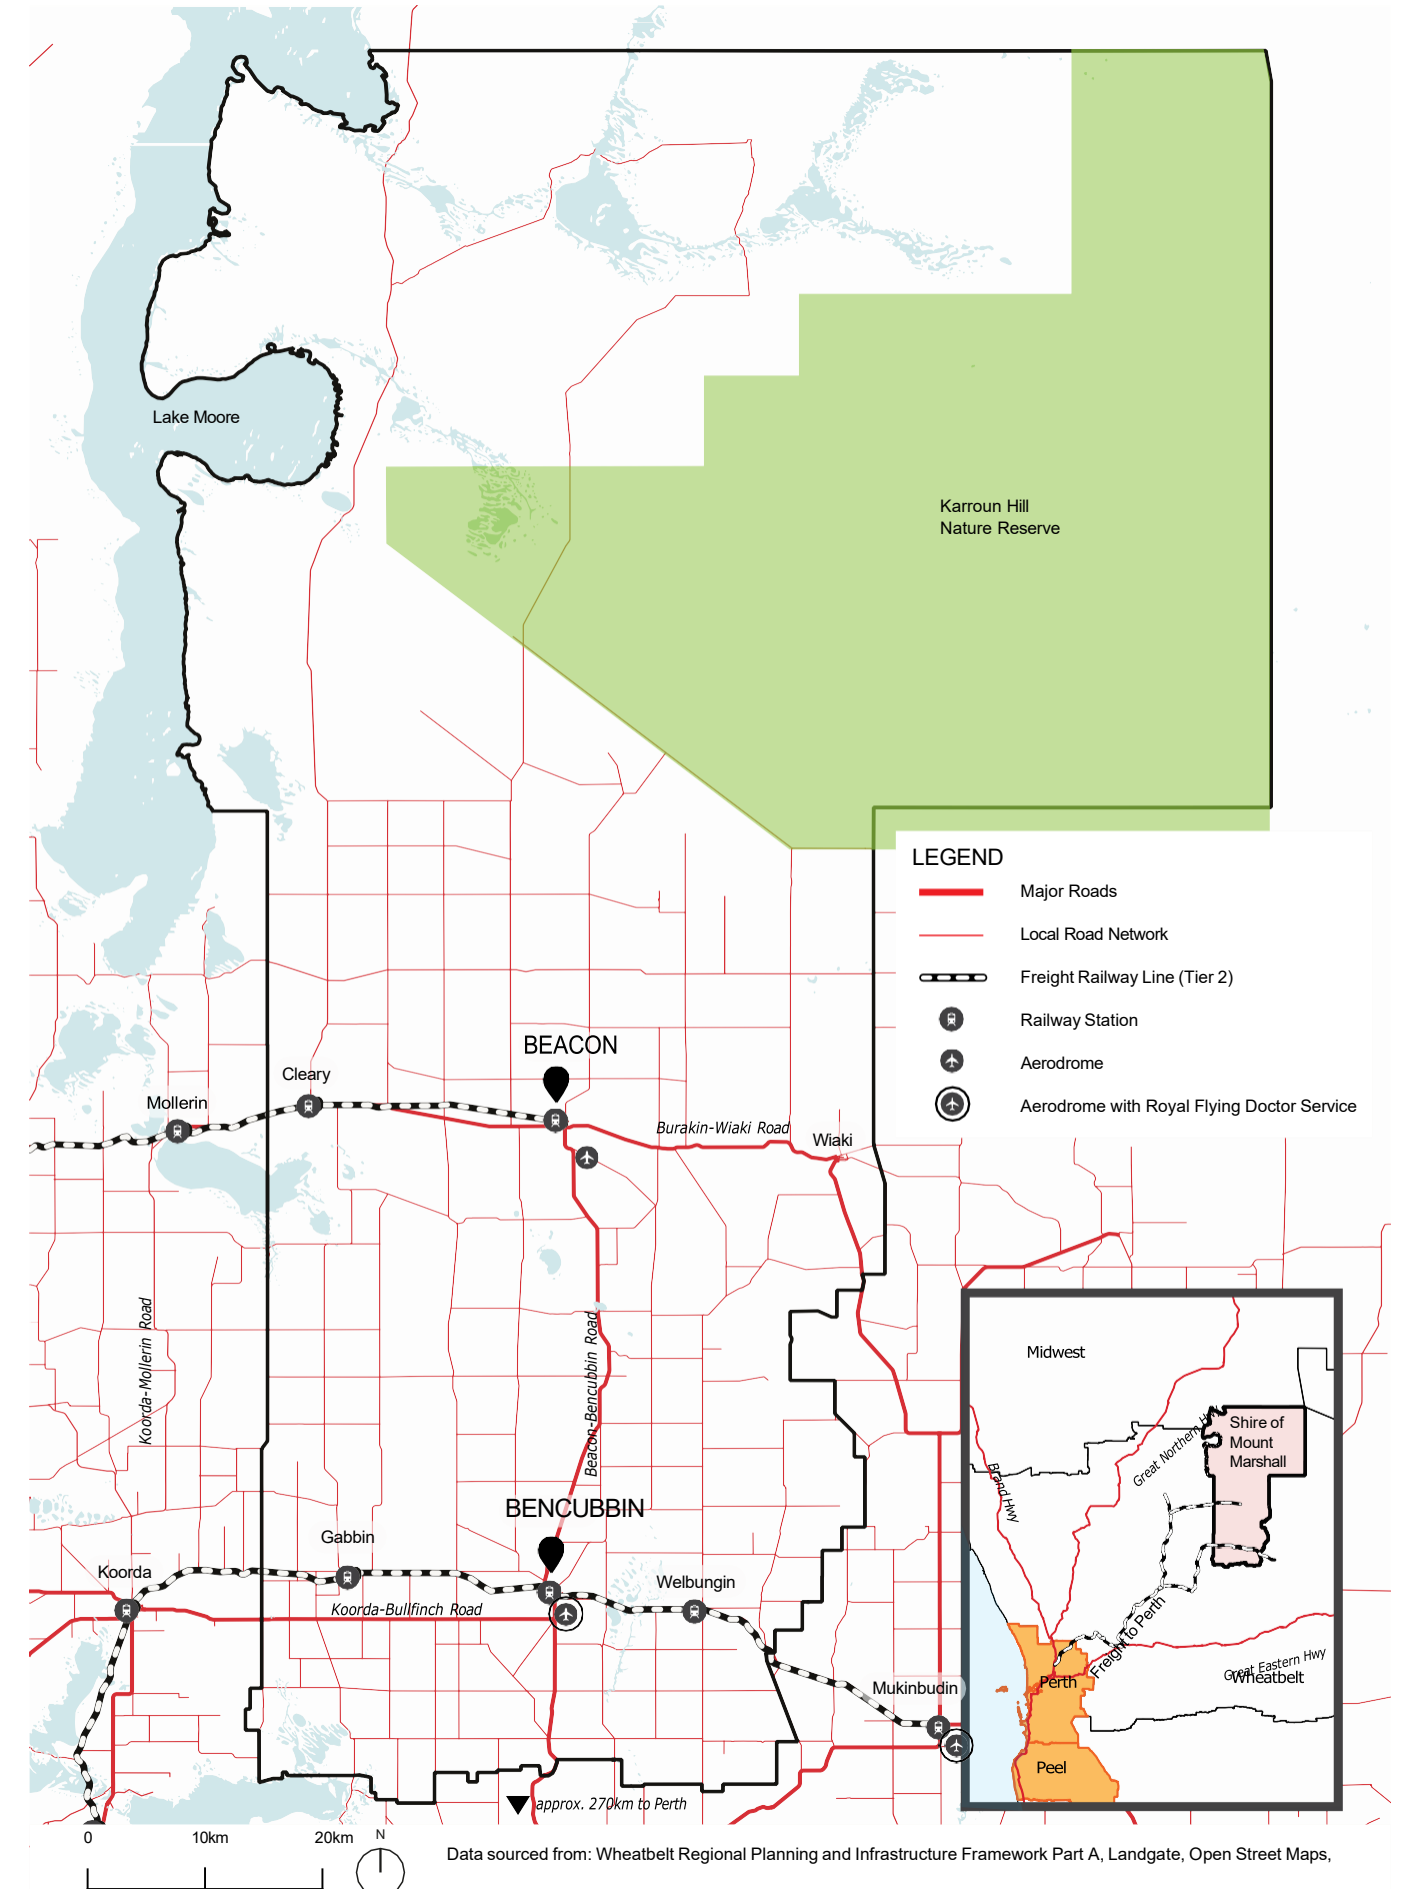 Lake Moore
Karroun Hill
Nature Reserve
LEGEND
Major Roads
Local Road Network
Freight Railway Line (Tier 2)
Railway Station
Aerodrome
Aerodrome with Royal Flying Doctor Service
BEACON
Cleary
Mollerin
Burakin-Wiaki Road
Wiaki
Koorda-Mollerin Road
Beacon-Bencubbin Road
BENCUBBIN
Gabbin
Koorda
Welbungin
Koorda-Bullfinch Road
Mukinbudin
approx. 270km to Perth
Midwest
Shire of
Mount
Marshall
Great Northern Hwy
Brand Hwy
Freight to Perth
Great Eastern Hwy
Wheatbelt
Perth
Peel
0 10km 20km N
Data sourced from: Wheatbelt Regional Planning and Infrastructure Framework Part A, Landgate, Open Street Maps,